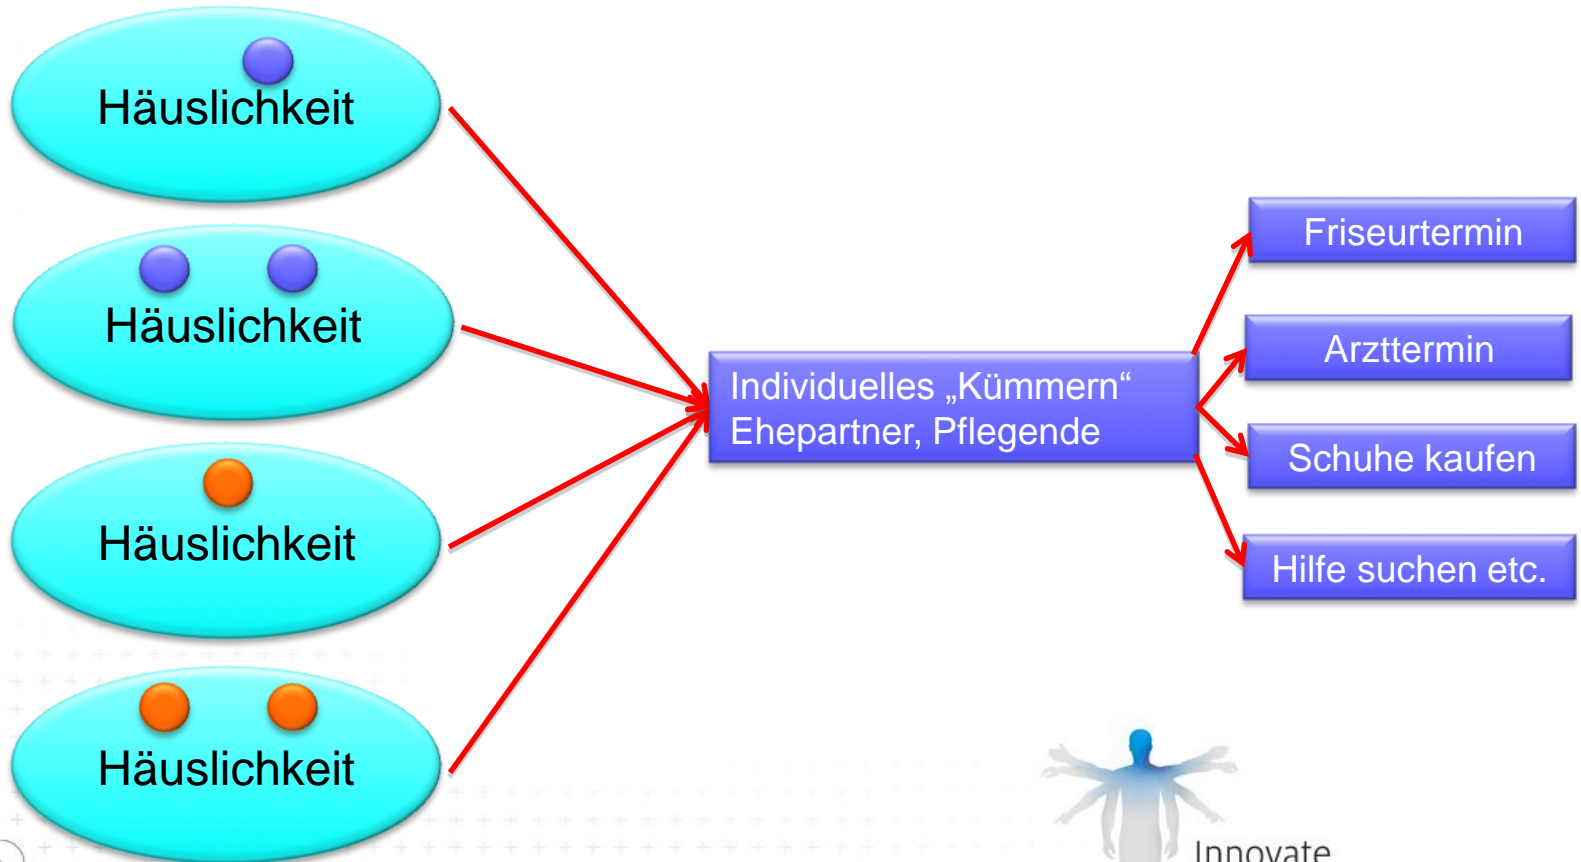 Häuslichkeit
Häuslichkeit
Häuslichkeit
Häuslichkeit
Individuelles „Kümmern“
Ehepartner, Pflegende
Friseurtermin
Arzttermin
Schuhe kaufen
Hilfe suchen etc.
Innovate